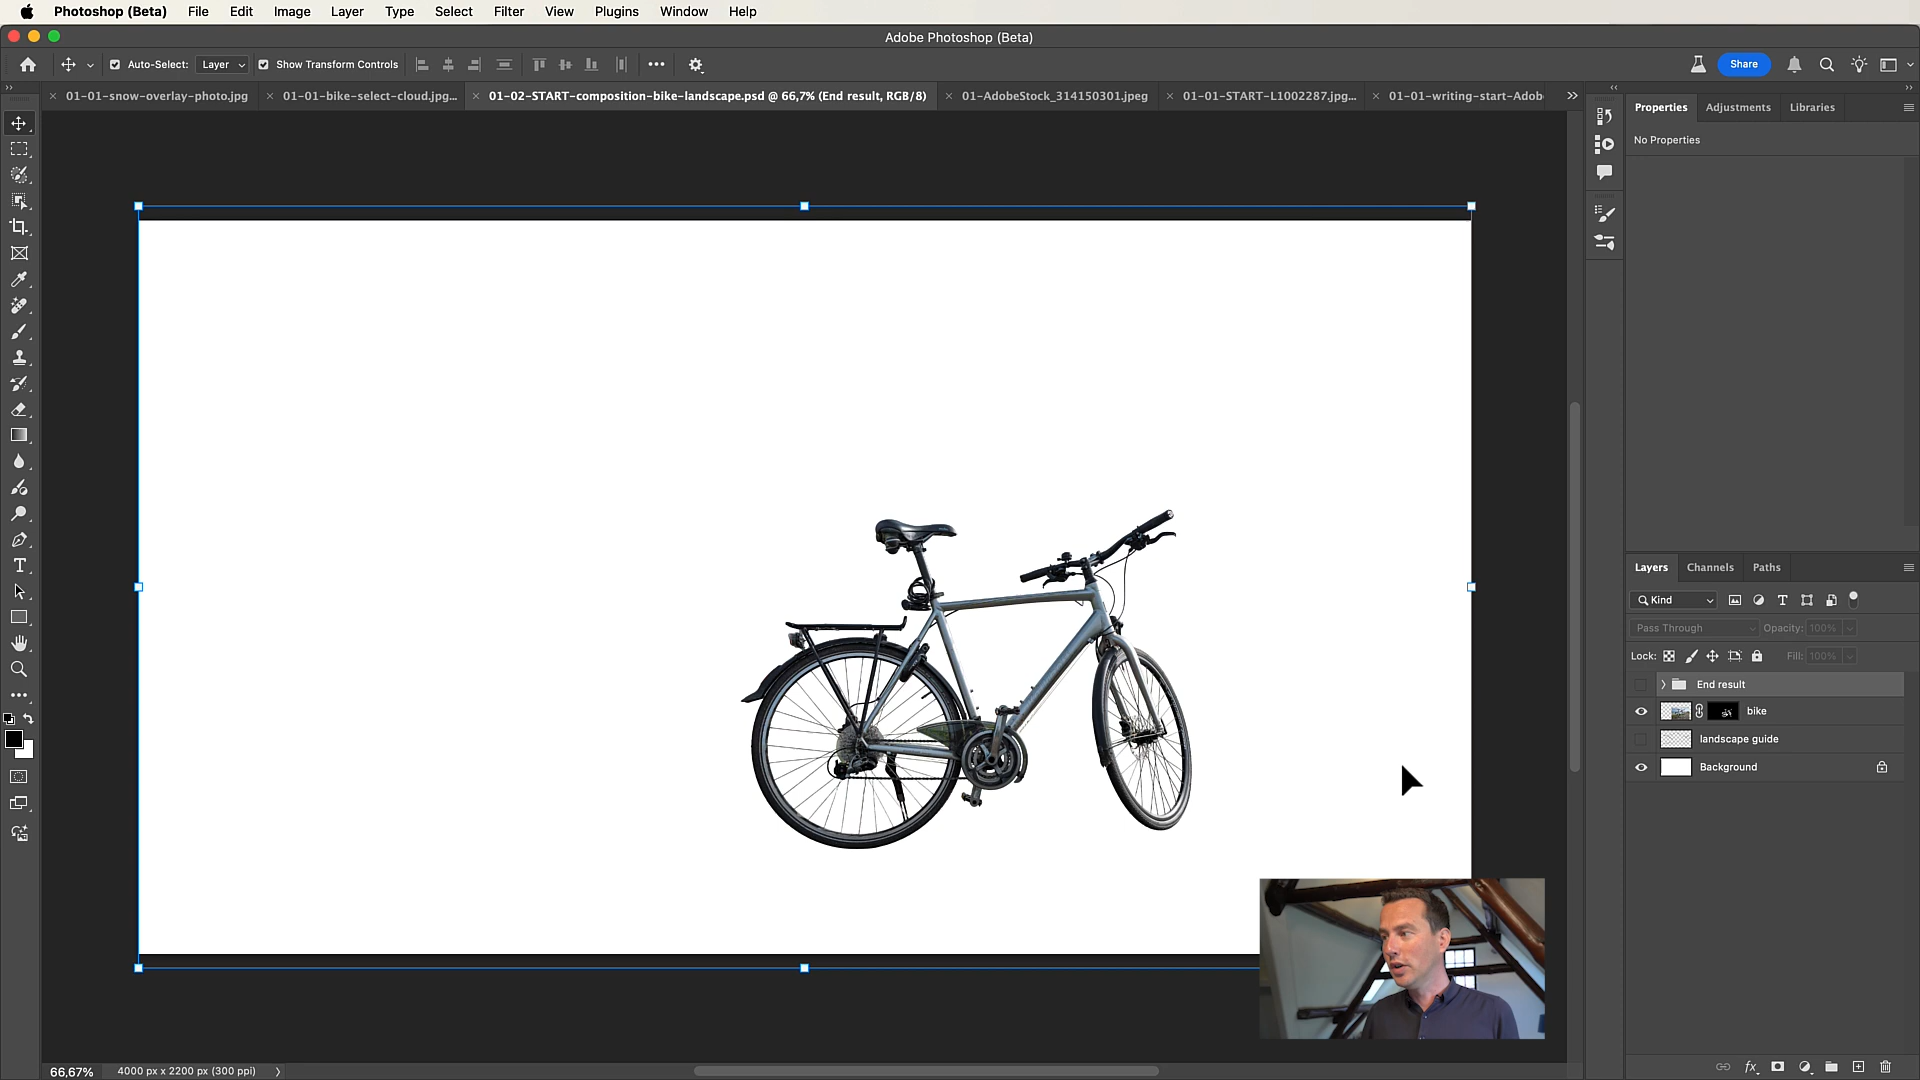 Photoshop (Beta) File Edit Image Layer Type Select Filter View Plugins Window Help
Adobe Photoshop (Beta)
Auto-Select: Layer Show Transform Controls Share
01-01-snow-overlay-photo.jpg 01-01-bike-select-cloud.jpg... 01-02-START-composition-bike-landscape.psd @ 66,7% (End result, RGB/8) 01-AdobeStock_314150301.jpeg 01-01-START-L1002287.jpg... 01-01-writing-start-Adob
Properties Adjustments Libraries
No Properties
Layers Channels Paths
Kind
Pass Through Opacity: 100%
Lock: Fill: 100%
End result
bike
landscape guide
Background
66,67% 4000 px x 2200 px (300 ppi)